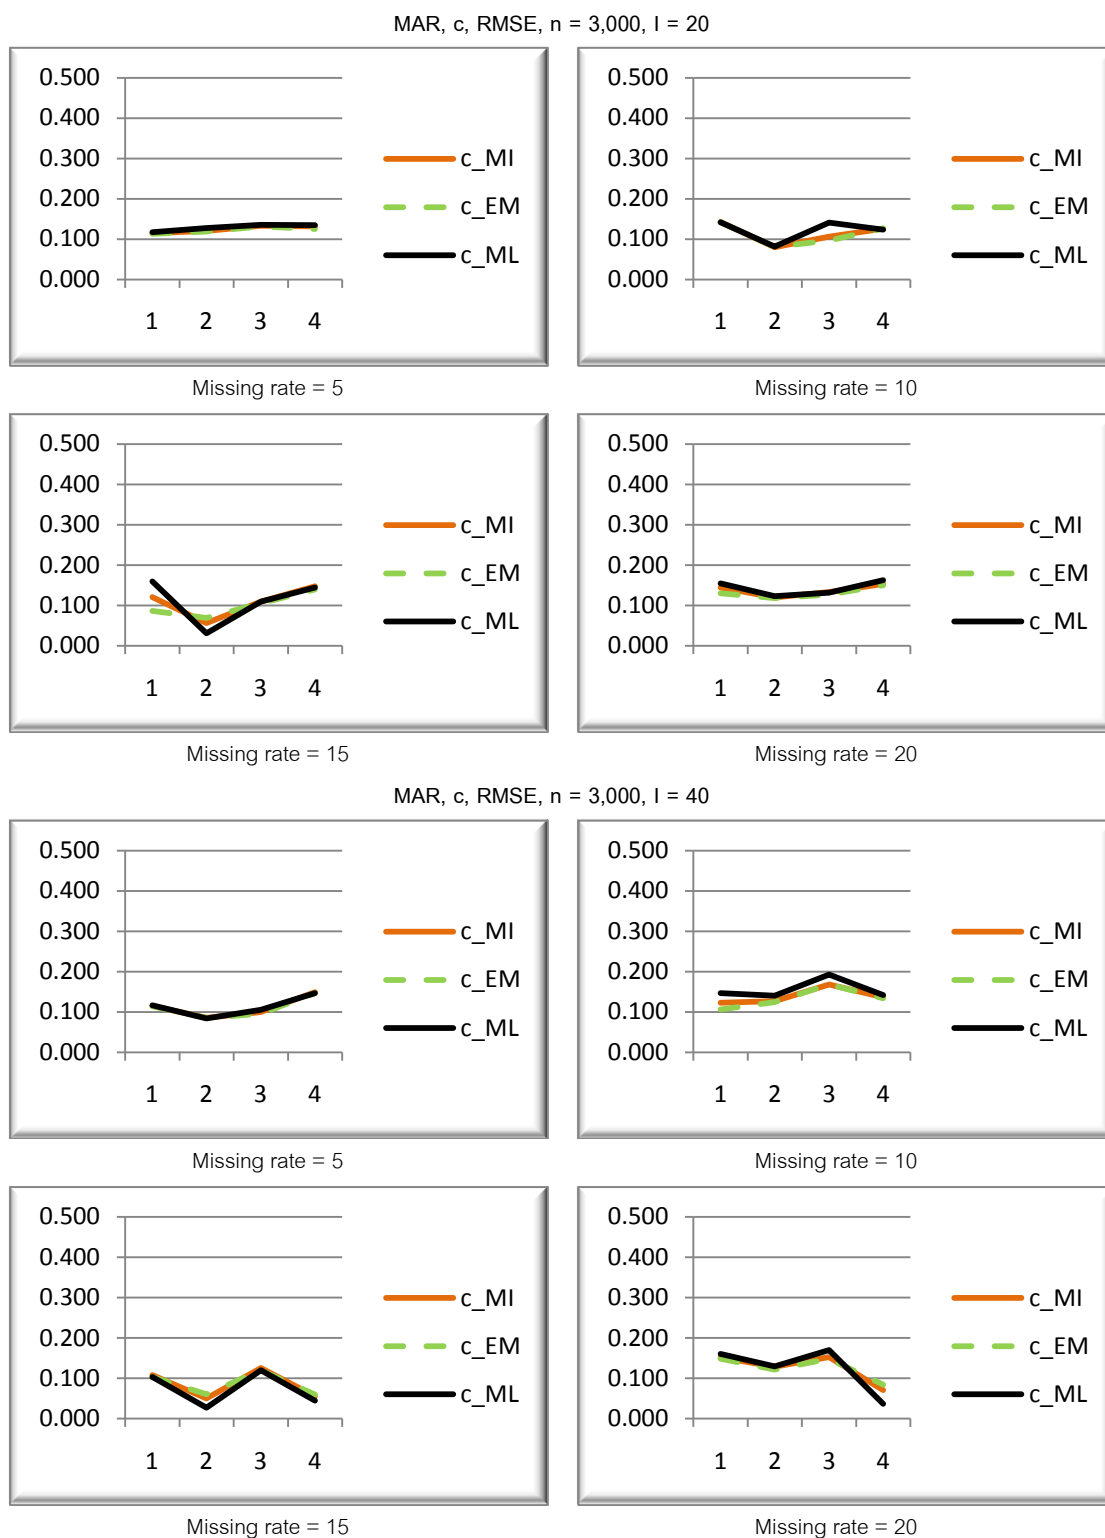 MAR, c, RMSE, n = 3,000, I = 20
0.500
0.400
0.300
0.200
0.100
0.000
1 2 3 4
c_MI
c_EM
c_ML
Missing rate = 5
0.500
0.400
0.300
0.200
0.100
0.000
1 2 3 4
c_MI
c_EM
c_ML
Missing rate = 10
0.500
0.400
0.300
0.200
0.100
0.000
1 2 3 4
c_MI
c_EM
c_ML
Missing rate = 15
0.500
0.400
0.300
0.200
0.100
0.000
1 2 3 4
c_MI
c_EM
c_ML
Missing rate = 20
MAR, c, RMSE, n = 3,000, I = 40
0.500
0.400
0.300
0.200
0.100
0.000
1 2 3 4
c_MI
c_EM
c_ML
Missing rate = 5
0.500
0.400
0.300
0.200
0.100
0.000
1 2 3 4
c_MI
c_EM
c_ML
Missing rate = 10
0.500
0.400
0.300
0.200
0.100
0.000
1 2 3 4
c_MI
c_EM
c_ML
Missing rate = 15
0.500
0.400
0.300
0.200
0.100
0.000
1 2 3 4
c_MI
c_EM
c_ML
Missing rate = 20